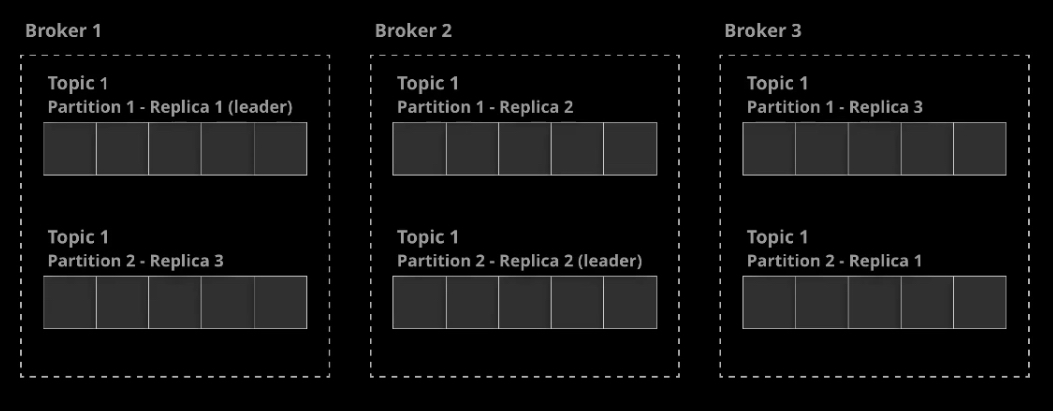 Broker 1
Topic 1
Partition 1 - Replica 1 (leader)
Topic 1
Partition 2 - Replica 3
Broker 2
Topic 1
Partition 1 - Replica 2
Topic 1
Partition 2 - Replica 2 (leader)
Broker 3
Topic 1
Partition 1 - Replica 3
Topic 1
Partition 2 - Replica 1